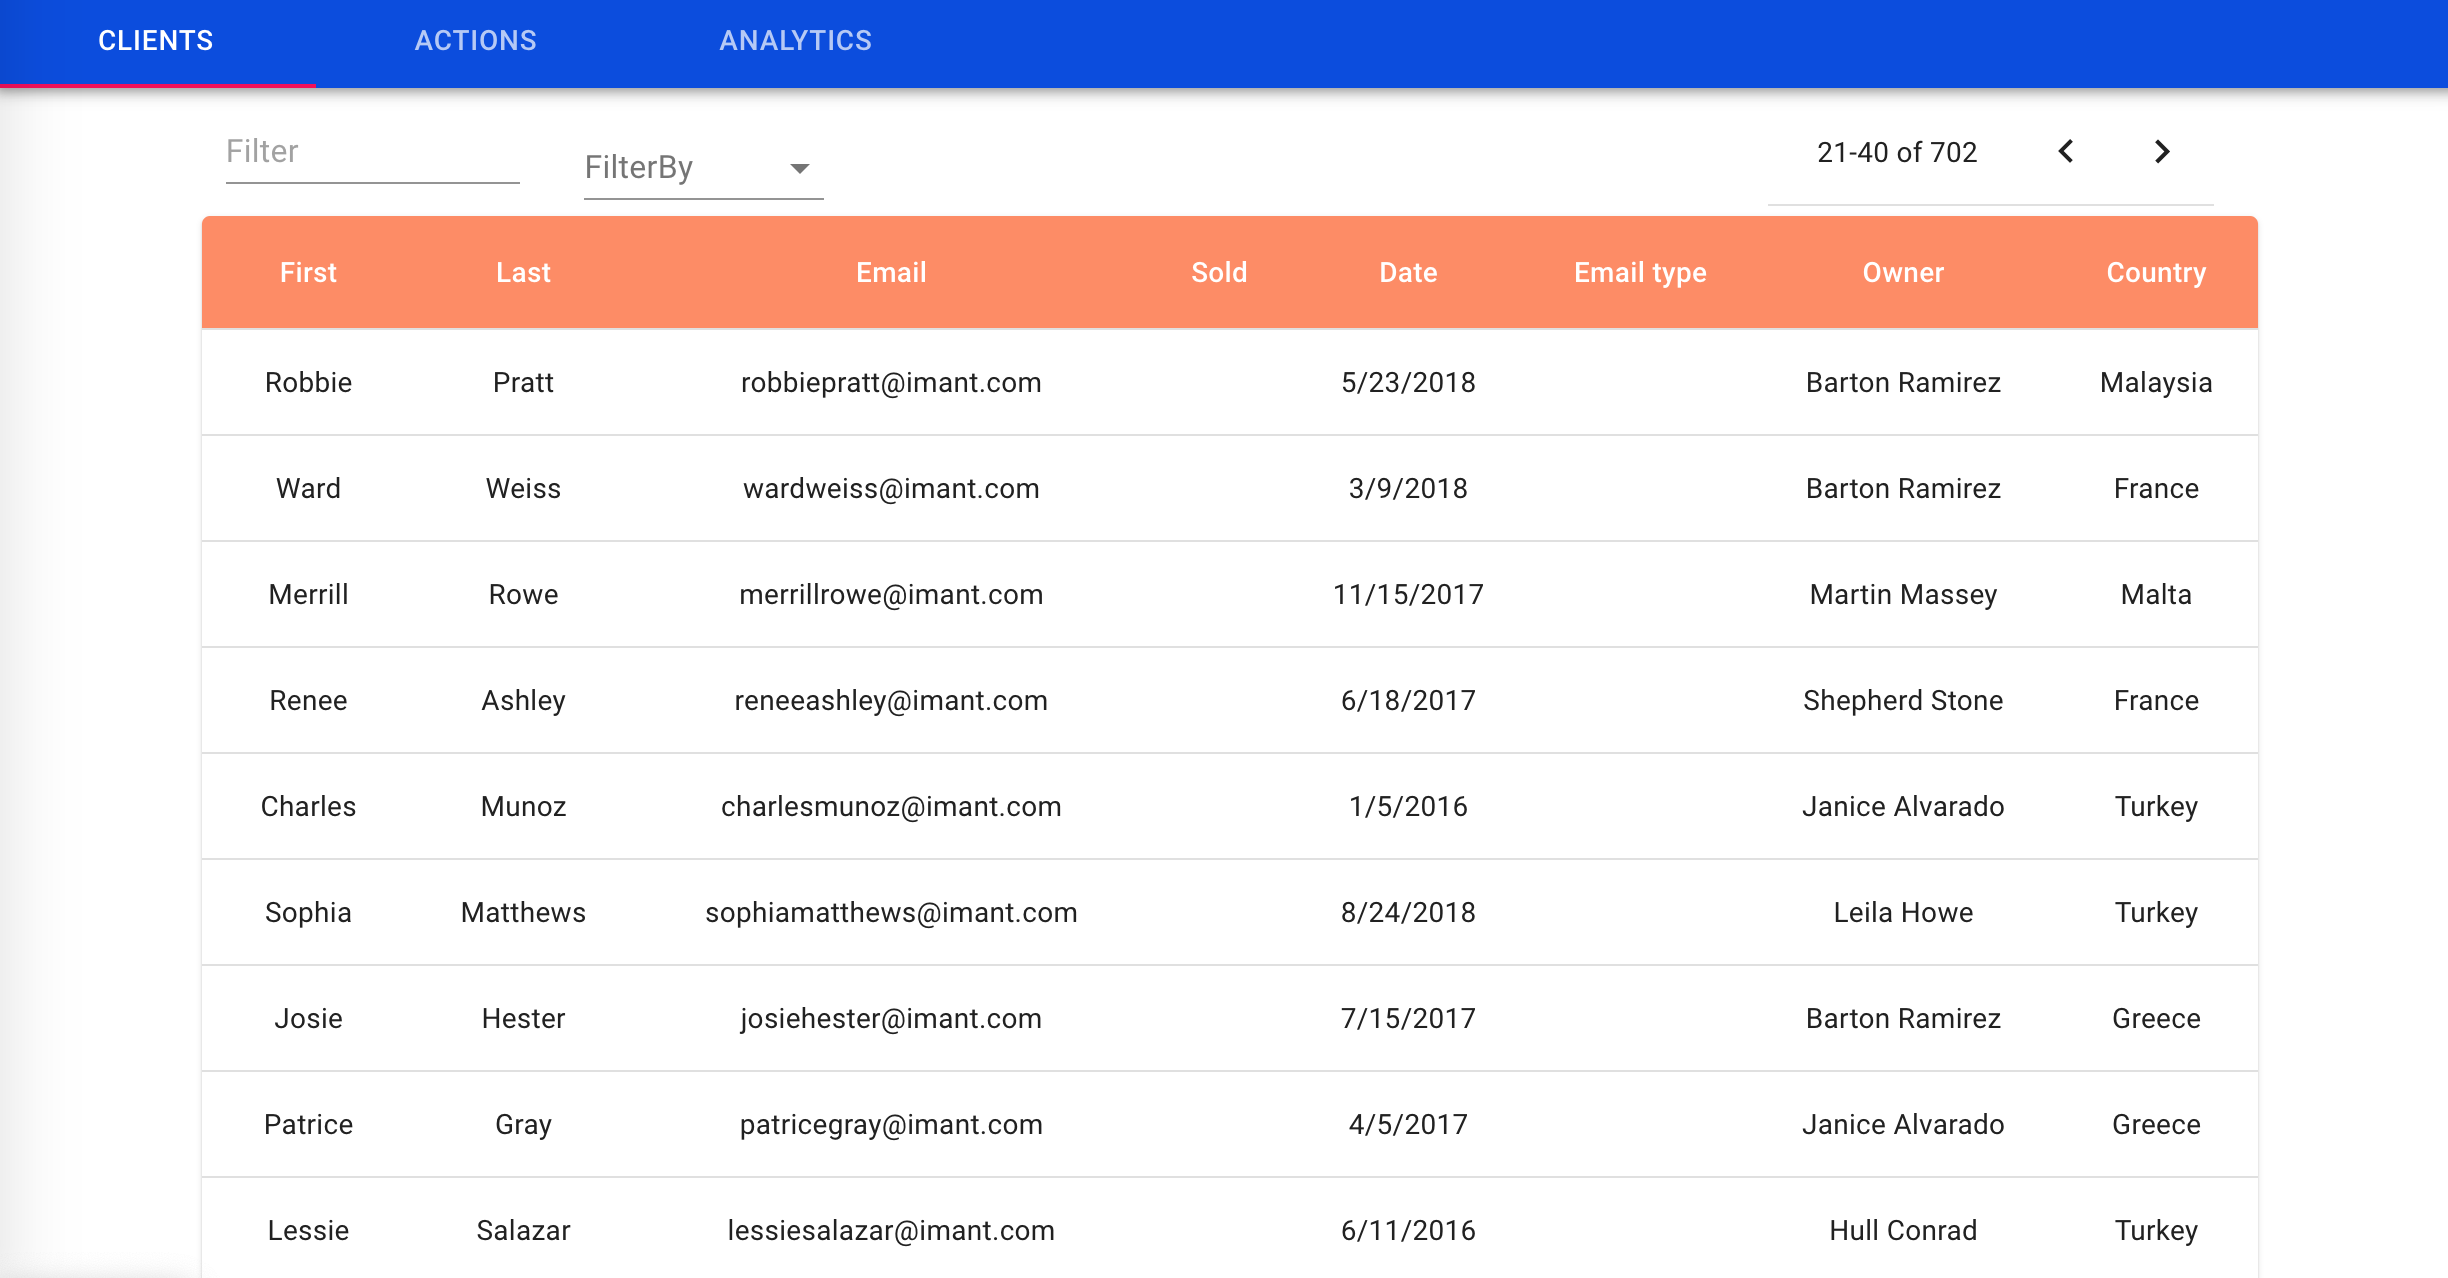 CLIENTS ACTIONS ANALYTICS
Filter FilterBy 21-40 of 702
First Last Email Sold Date Email type Owner Country
Robbie Pratt robbiepratt@imant.com 5/23/2018 Barton Ramirez Malaysia
Ward Weiss wardweiss@imant.com 3/9/2018 Barton Ramirez France
Merrill Rowe merrillrowe@imant.com 11/15/2017 Martin Massey Malta
Renee Ashley reneeashley@imant.com 6/18/2017 Shepherd Stone France
Charles Munoz charlesmunoz@imant.com 1/5/2016 Janice Alvarado Turkey
Sophia Matthews sophiamatthews@imant.com 8/24/2018 Leila Howe Turkey
Josie Hester josiehester@imant.com 7/15/2017 Barton Ramirez Greece
Patrice Gray patricegray@imant.com 4/5/2017 Janice Alvarado Greece
Lessie Salazar lessiesalazar@imant.com 6/11/2016 Hull Conrad Turkey